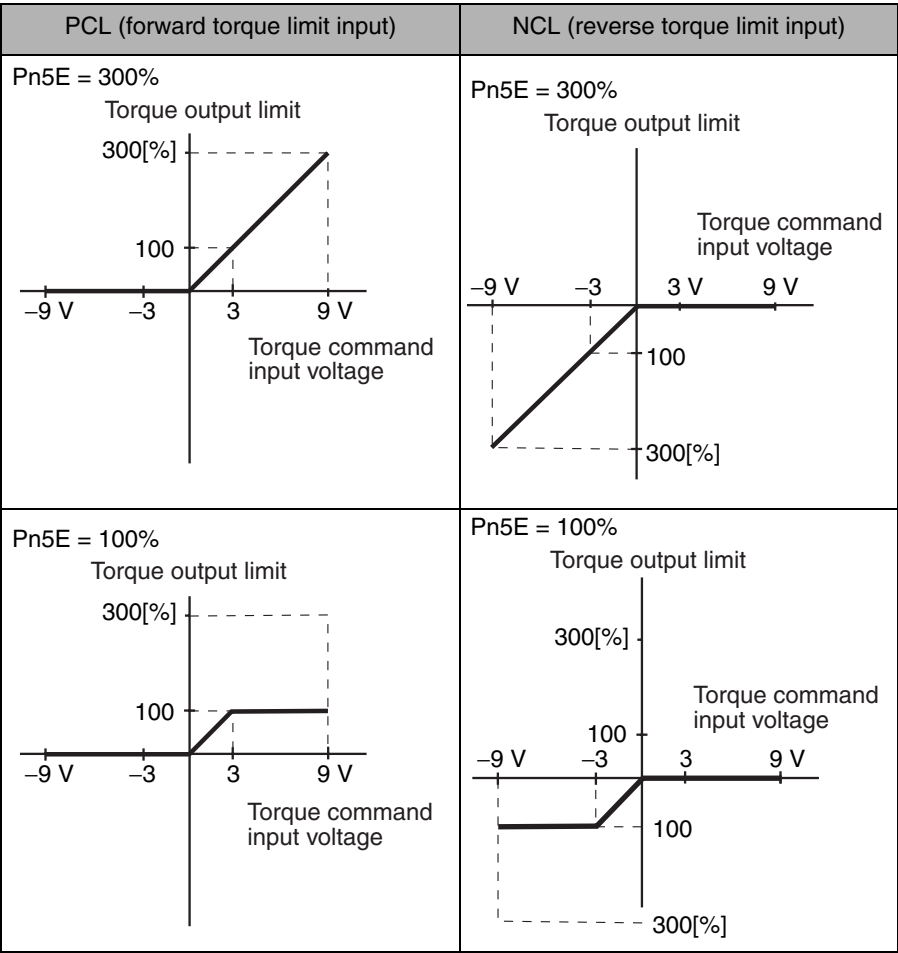 PCL (forward torque limit input)
NCL (reverse torque limit input)
Pn5E = 300%
Torque output limit
300[%]
100
−9 V
−3
3
9 V
Torque command
input voltage
Pn5E = 300%
Torque output limit
Torque command
input voltage
−9 V
−3
3 V
9 V
100
300[%]
Pn5E = 100%
Torque output limit
300[%]
100
−9 V
−3
3
9 V
Torque command
input voltage
Pn5E = 100%
Torque output limit
300[%]
Torque command
input voltage
100
−9 V
−3
3
9 V
100
300[%]